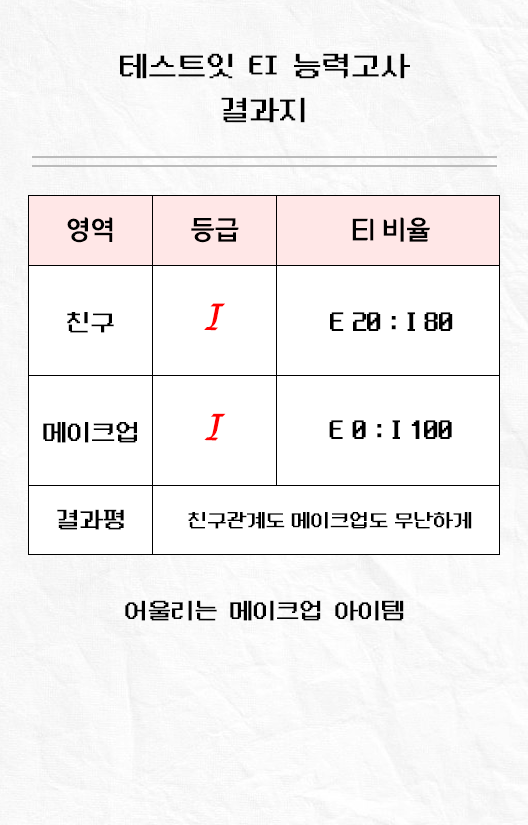 테스트잇 EI 능력고사
결과지
영역 등급 EI 비율
친구 I E 20 : I 80
메이크업 I E 0 : I 100
결과평 친구관계도 메이크업도 무난하게
어울리는 메이크업 아이템